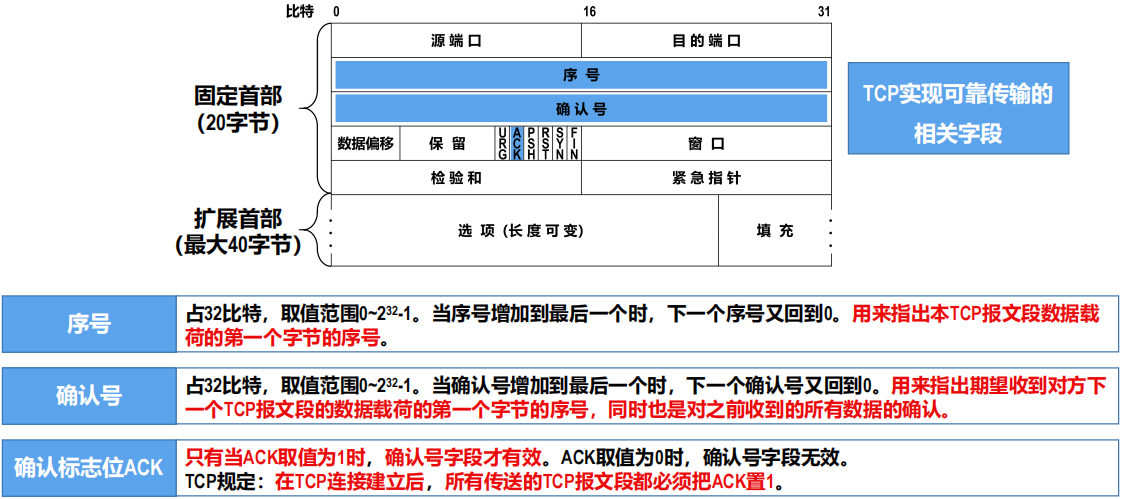 比特 0 16 31
源端口 目的端口
序号
确认号
数据偏移 保留 URG ACK PSH RST SYN FIN 窗口
检验和 紧急指针
选项 (长度可变) 填充
固定首部
(20字节)
扩展首部
(最大40字节)
TCP实现可靠传输的
相关字段
序号
占32比特，取值范围0~2³²-1。当序号增加到最后一个时，下一个序号又回到0。用来指出本TCP报文段数据载
荷的第一个字节的序号。
确认号
占32比特，取值范围0~2³²-1。当确认号增加到最后一个时，下一个确认号又回到0。用来指出期望收到对方下
一个TCP报文段的数据载荷的第一个字节的序号，同时也是对之前收到的所有数据的确认。
确认标志位ACK
只有当ACK取值为1时，确认号字段才有效。ACK取值为0时，确认号字段无效。
TCP规定：在TCP连接建立后，所有传送的TCP报文段都必须把ACK置1。